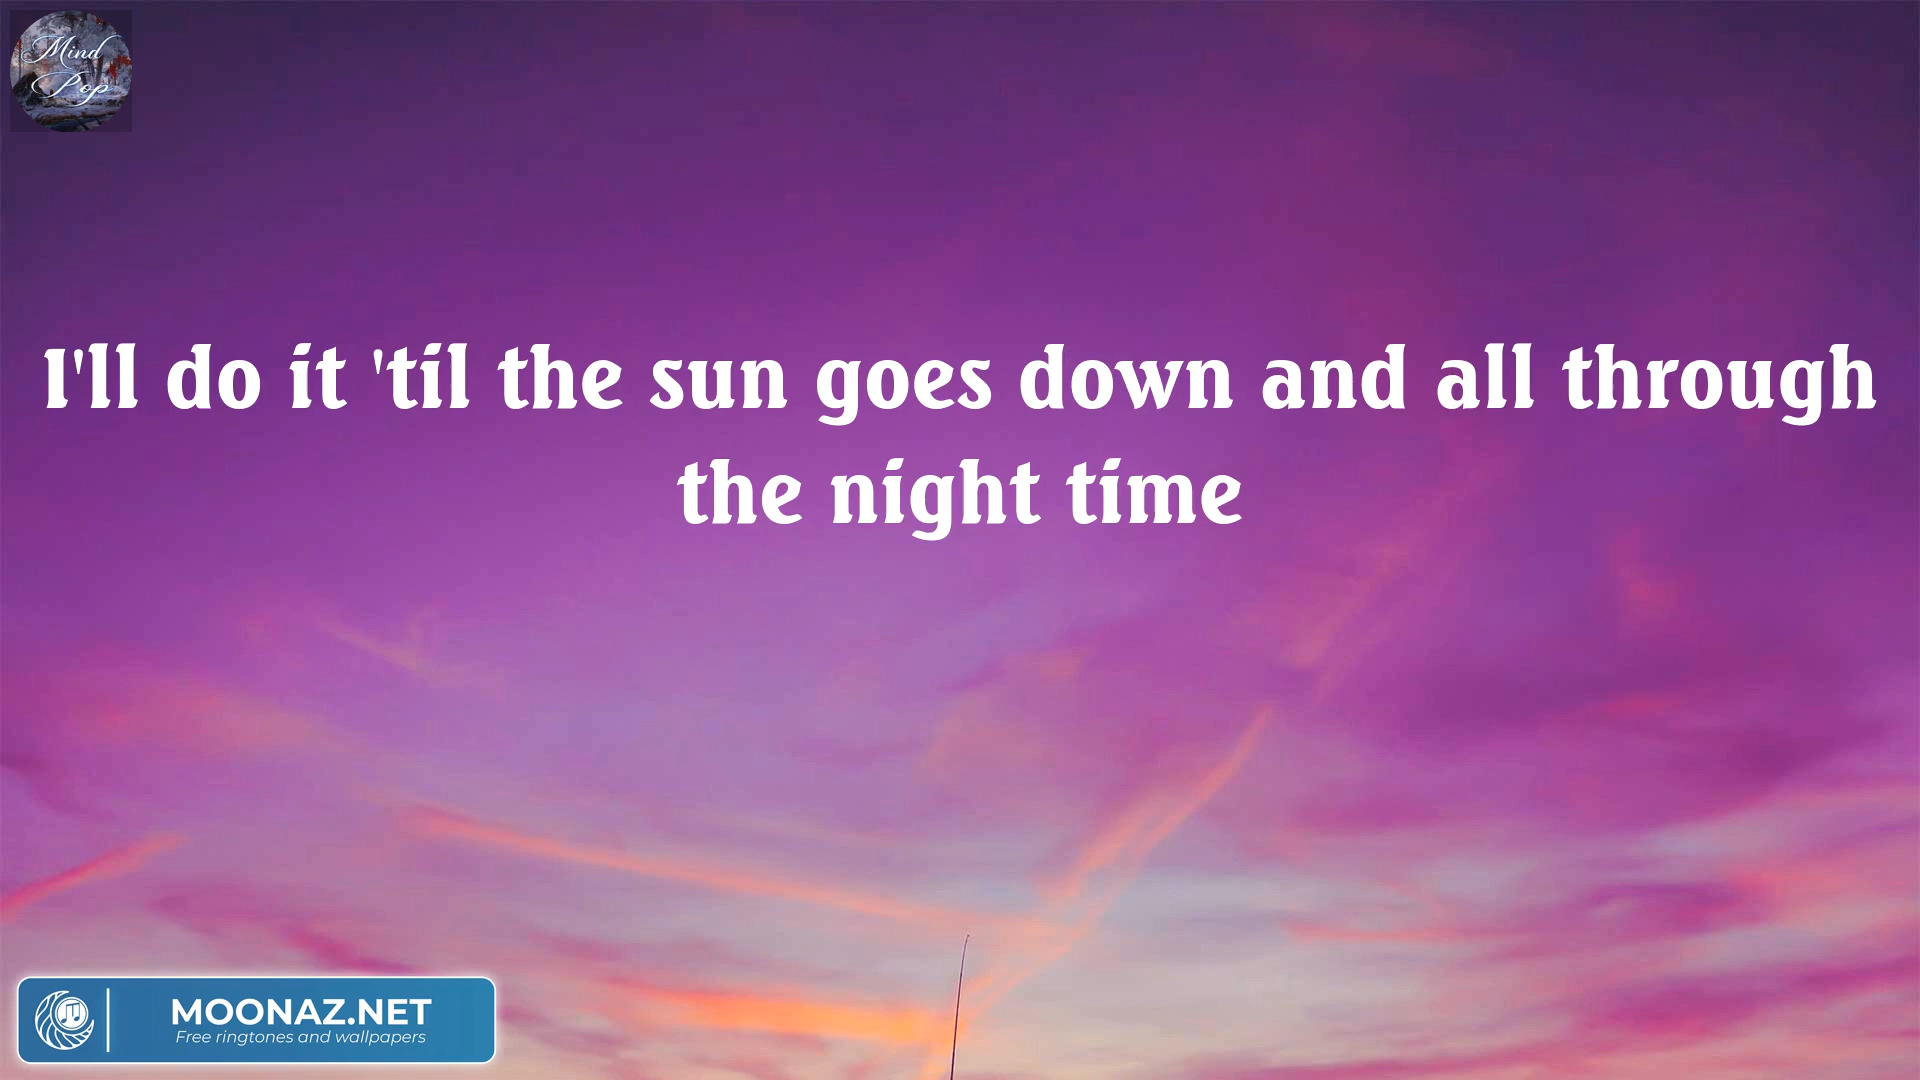 Mind
Pop
I'll do it 'til the sun goes down and all through
the night time
MOONAZ.NET
Free ringtones and wallpapers